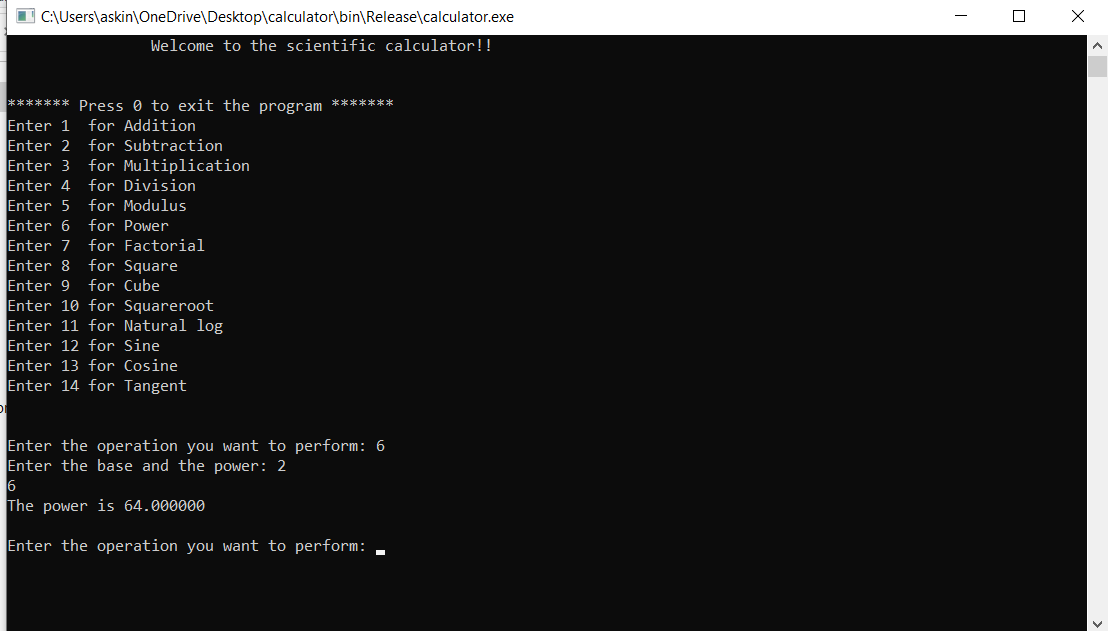 C:\Users\askin\OneDrive\Desktop\calculator\bin\Release\calculator.exe
Welcome to the scientific calculator!!
******* Press 0 to exit the program *******
Enter 1  for Addition
Enter 2  for Subtraction
Enter 3  for Multiplication
Enter 4  for Division
Enter 5  for Modulus
Enter 6  for Power
Enter 7  for Factorial
Enter 8  for Square
Enter 9  for Cube
Enter 10 for Squareroot
Enter 11 for Natural log
Enter 12 for Sine
Enter 13 for Cosine
Enter 14 for Tangent
Enter the operation you want to perform: 6
Enter the base and the power: 2
6
The power is 64.000000
Enter the operation you want to perform: